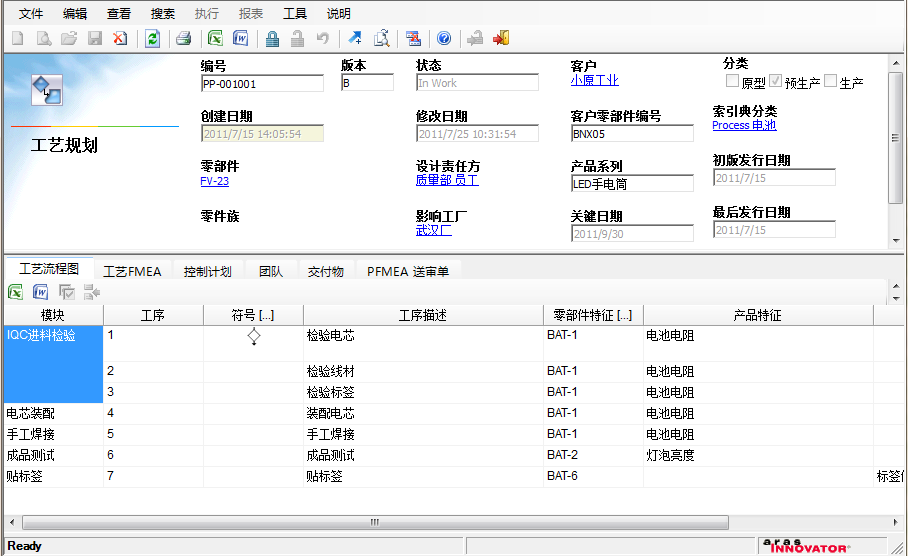 文件 编辑 查看 搜索 执行 报表 工具 说明
工艺规划
编号 版本 状态 客户 分类
PP-001001 B In Work 小原工业 原型 预生产 生产
创建日期 修改日期 客户零部件编号 索引典分类
2011/7/15 14:05:54 2011/7/25 10:31:54 BNX05 Process 电池
零部件 设计责任方 产品系列 初版发行日期
FV-23 质量部 员工 LED手电筒 2011/7/15
零件族 影响工厂 关键日期 最后发行日期
武汉厂 2011/9/30 2011/7/15
工艺流程图 工艺FMEA 控制计划 团队 交付物 PFMEA 送审单
模块 工序 符号 [...] 工序描述 零部件特征 [...] 产品特征
IQC进料检验 1 检验电芯 BAT-1 电池电阻
2 检验线材 BAT-1 电池电阻
3 检验标签 BAT-1 电池电阻
电芯装配 4 装配电芯 BAT-1 电池电阻
手工焊接 5 手工焊接 BAT-1 电池电阻
成品测试 6 成品测试 BAT-2 灯泡亮度
贴标签 7 贴标签 BAT-6 标签
Ready aras INNOVATOR